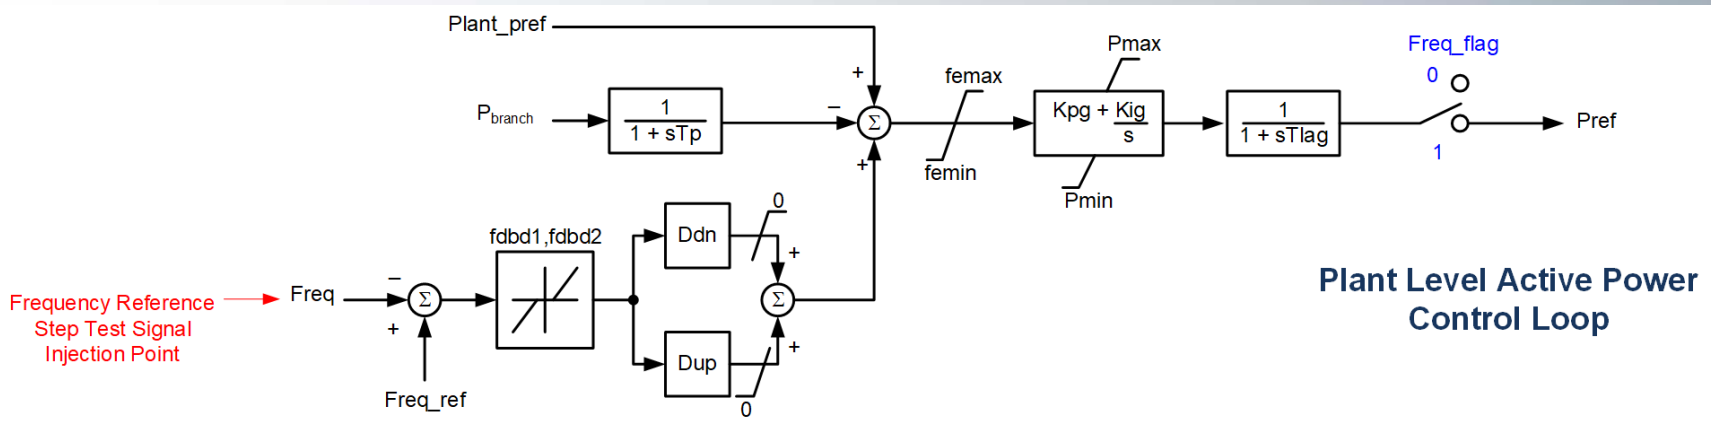 Plant_pref
Pmax
Freq_flag
0
femax
+
–
+
Pbranch
1
1 + sTp
Σ
Kpg + Kig
s
1
1 + sTlag
Pref
1
femin
Pmin
0
fdbd1,fdbd2
Ddn
+
Frequency Reference
Step Test Signal
Injection Point
Freq
–
+
Σ
Σ
Plant Level Active Power
Control Loop
Dup
+
0
Freq_ref